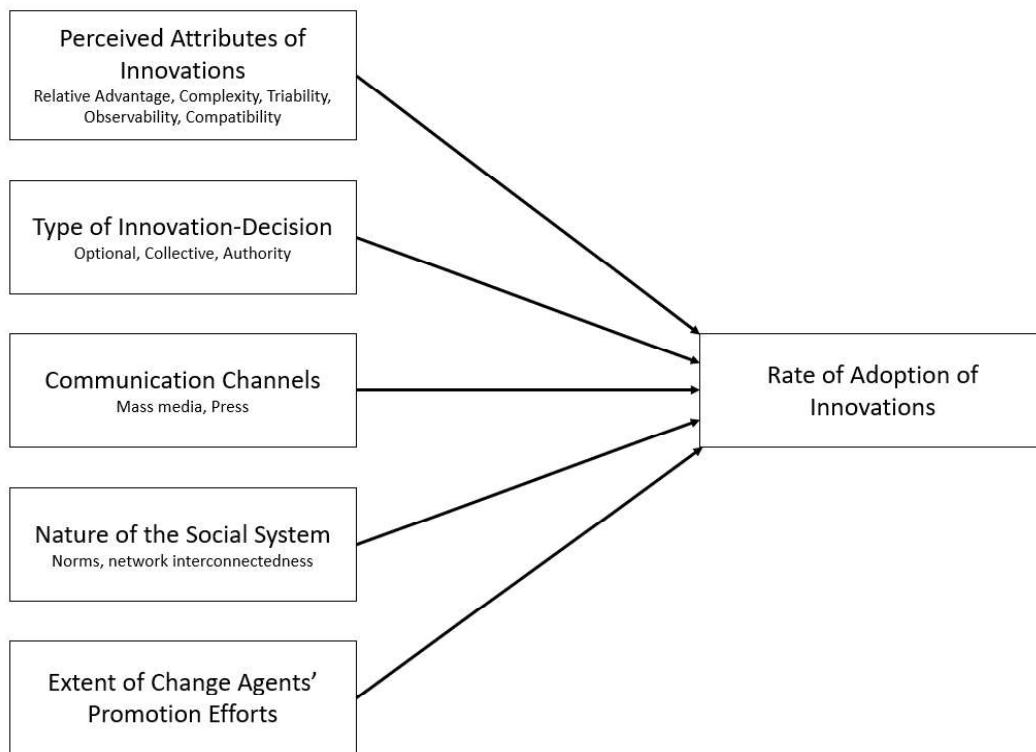 Perceived Attributes of
Innovations
Relative Advantage, Complexity, Triability,
Observability, Compatibility
Type of Innovation-Decision
Optional, Collective, Authority
Communication Channels
Mass media, Press
Nature of the Social System
Norms, network interconnectedness
Extent of Change Agents’
Promotion Efforts
Rate of Adoption of
Innovations